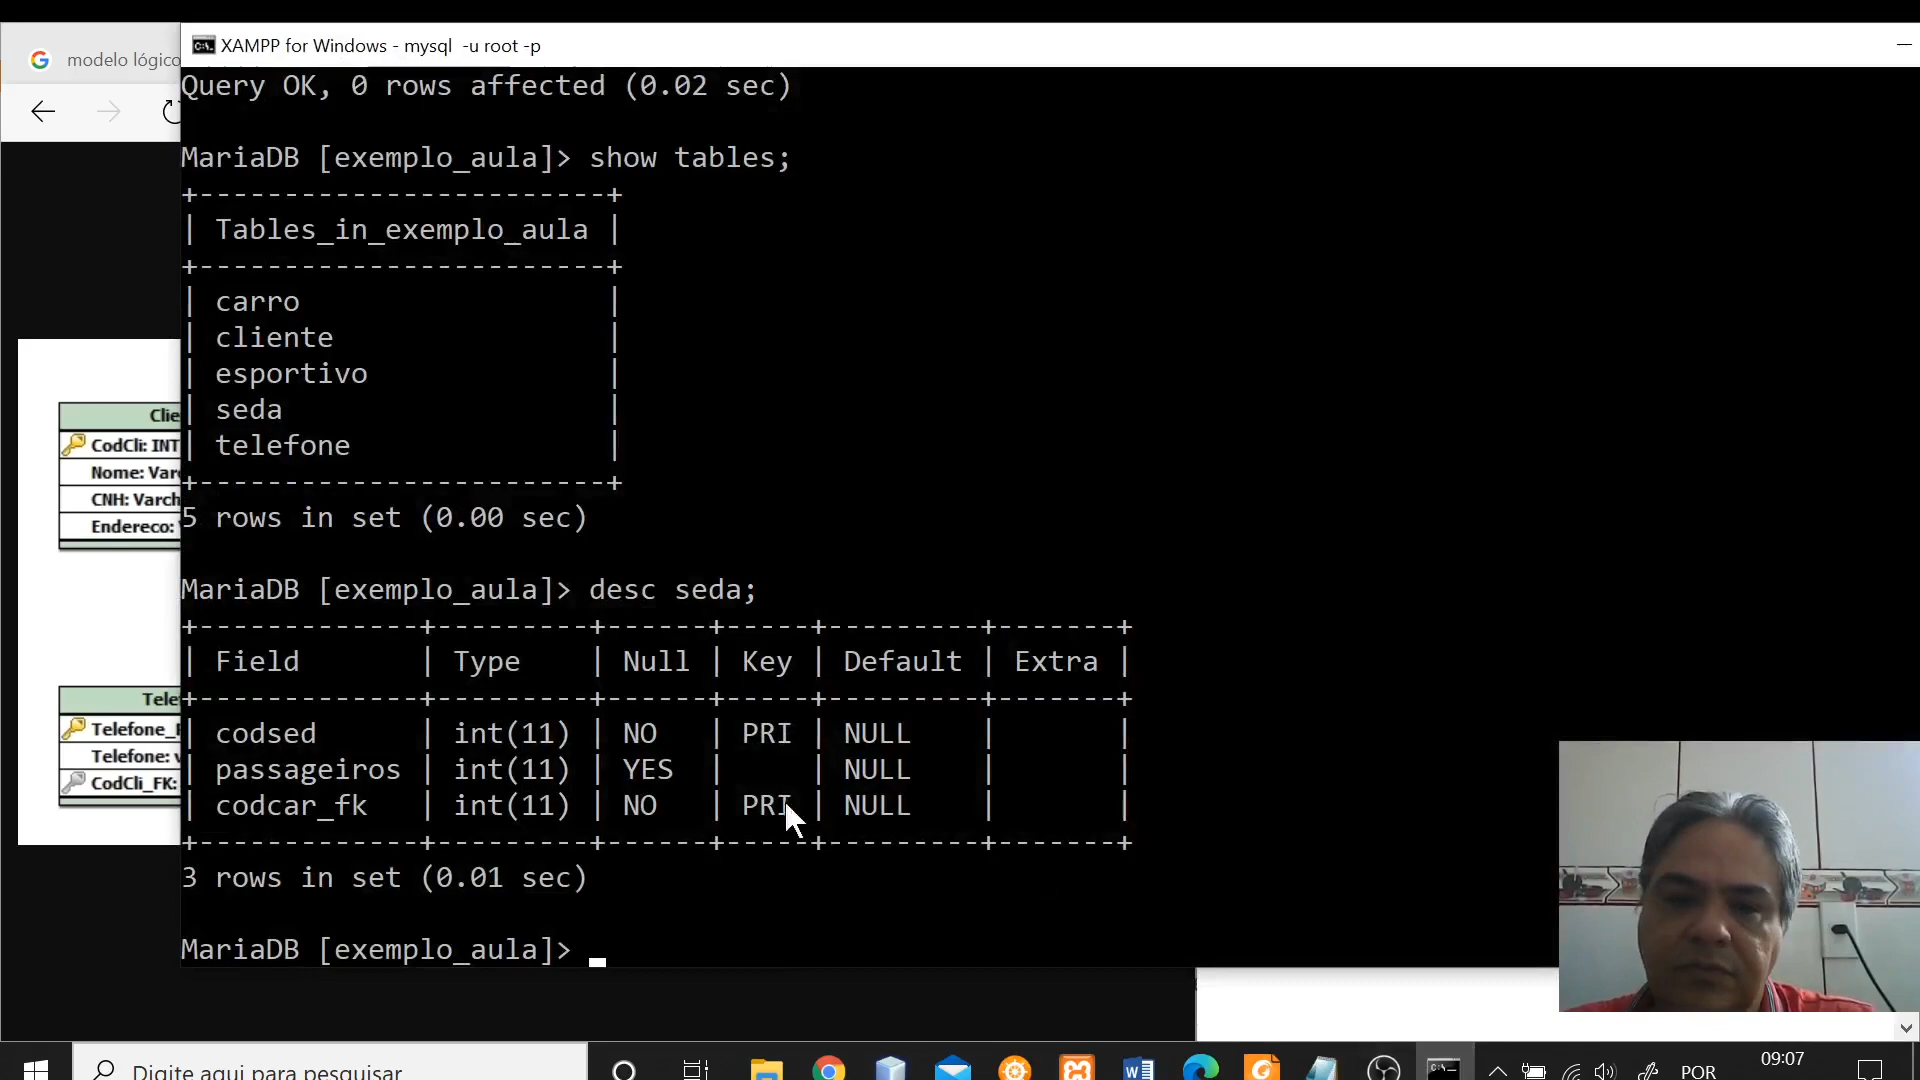 XAMPP for Windows - mysql -u root -p
modelo lógico
Query OK, 0 rows affected (0.02 sec)
MariaDB [exemplo_aula]> show tables;
+------------------------+
| Tables_in_exemplo_aula |
+------------------------+
| carro |
| cliente |
| esportivo |
| seda |
| telefone |
+------------------------+
5 rows in set (0.00 sec)
MariaDB [exemplo_aula]> desc seda;
+-------------+---------+------+-----+---------+-------+
| Field | Type | Null | Key | Default | Extra |
+-------------+---------+------+-----+---------+-------+
| codsed | int(11) | NO | PRI | NULL | |
| passageiros | int(11) | YES | | NULL | |
| codcar_fk | int(11) | NO | PRI | NULL | |
+-------------+---------+------+-----+---------+-------+
3 rows in set (0.01 sec)
MariaDB [exemplo_aula]>
Clie
CodCli: INT
Nome: Varc
CNH: Varch
Endereco:
Tele
Telefone_
Telefone: v
CodCli_FK:
Digite aqui para pesquisar
POR
09:07